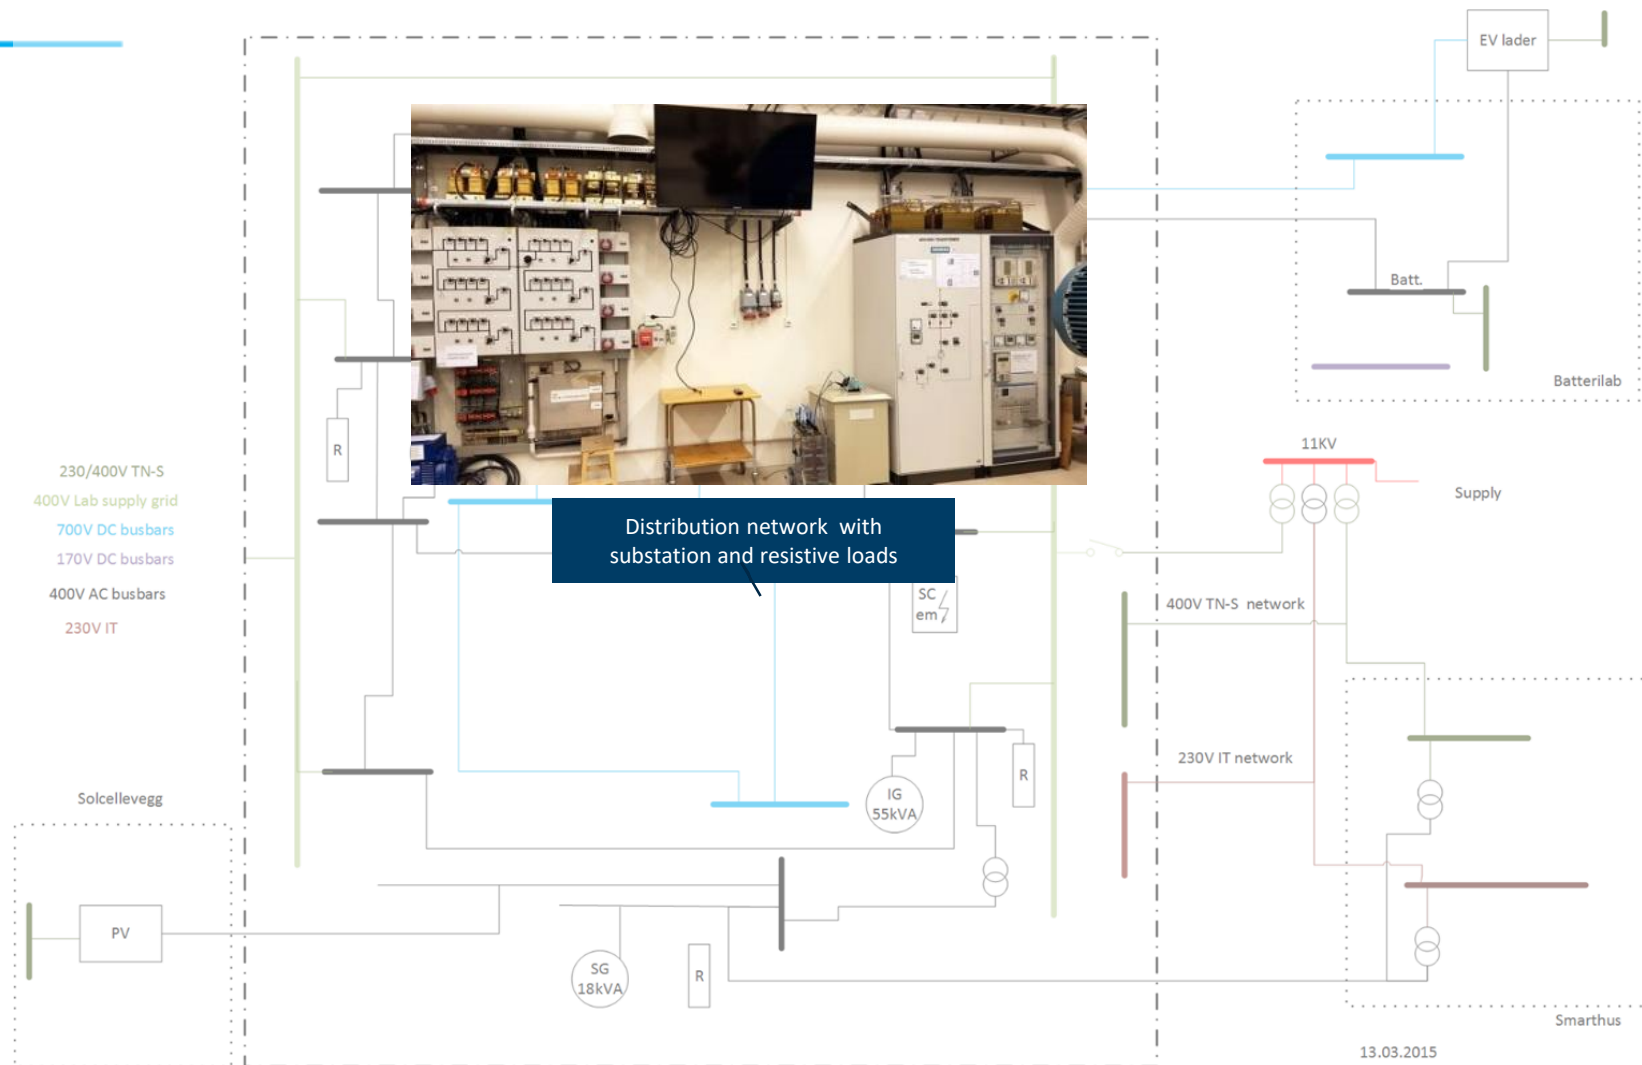 EV lader
Batt.
Batterilab
11KV
Supply
R
230/400V TN-S
400V Lab supply grid
700V DC busbars
170V DC busbars
400V AC busbars
230V IT
Distribution network with
substation and resistive loads
SC
em
400V TN-S network
230V IT network
IG
55kVA
R
Solcellevegg
PV
SG
18kVA
R
Smarthus
13.03.2015